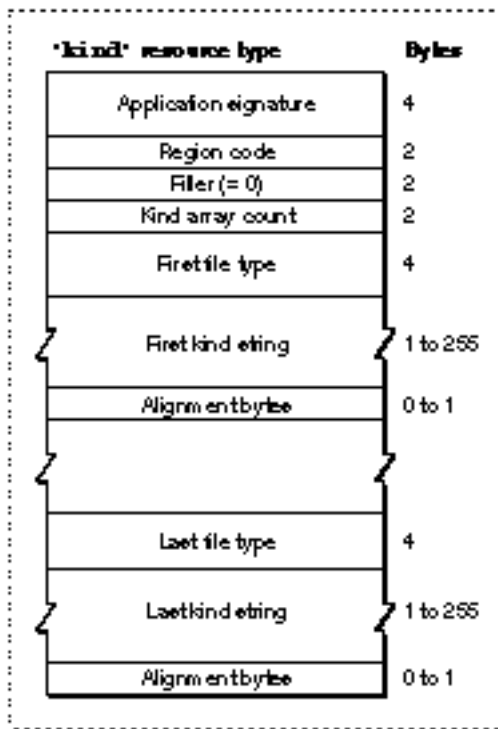 'kind' resource type Bytes
Application signature 4
Region code 2
Filler (= 0) 2
Kind array count 2
First file type 4
First kind string 1 to 255
Alignment bytes 0 to 1
Last file type 4
Last kind string 1 to 255
Alignment bytes 0 to 1